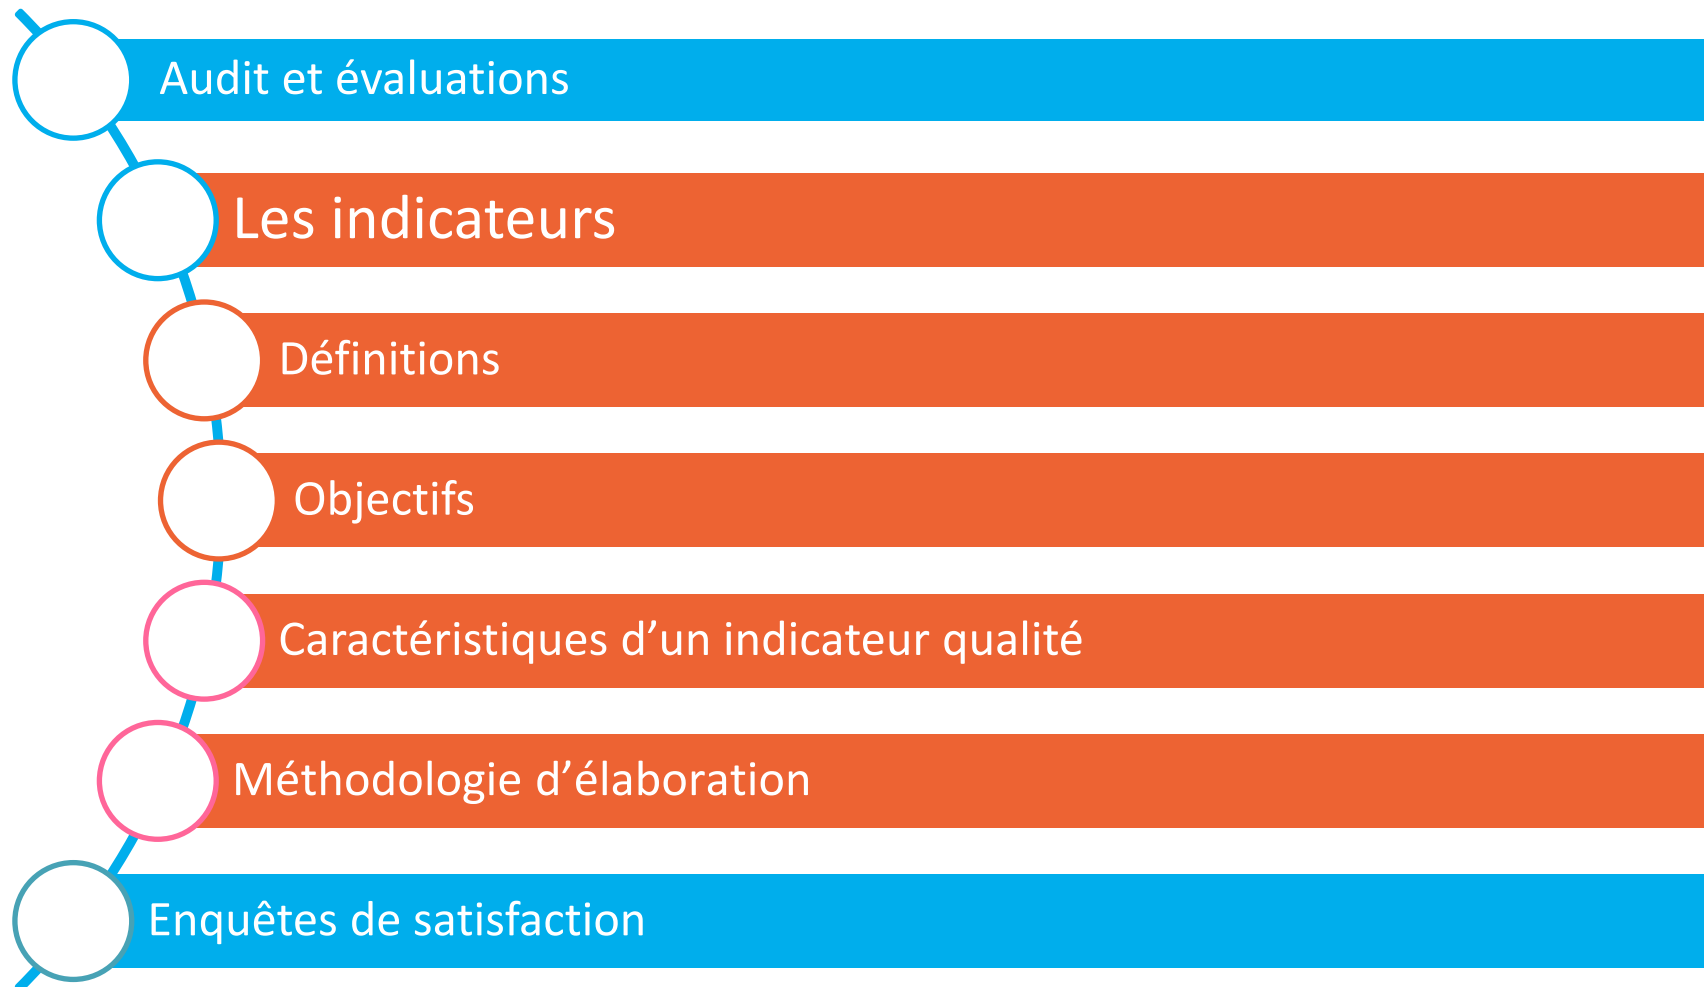 Audit et évaluations
Les indicateurs
Définitions
Objectifs
Caractéristiques d’un indicateur qualité
Méthodologie d’élaboration
Enquêtes de satisfaction